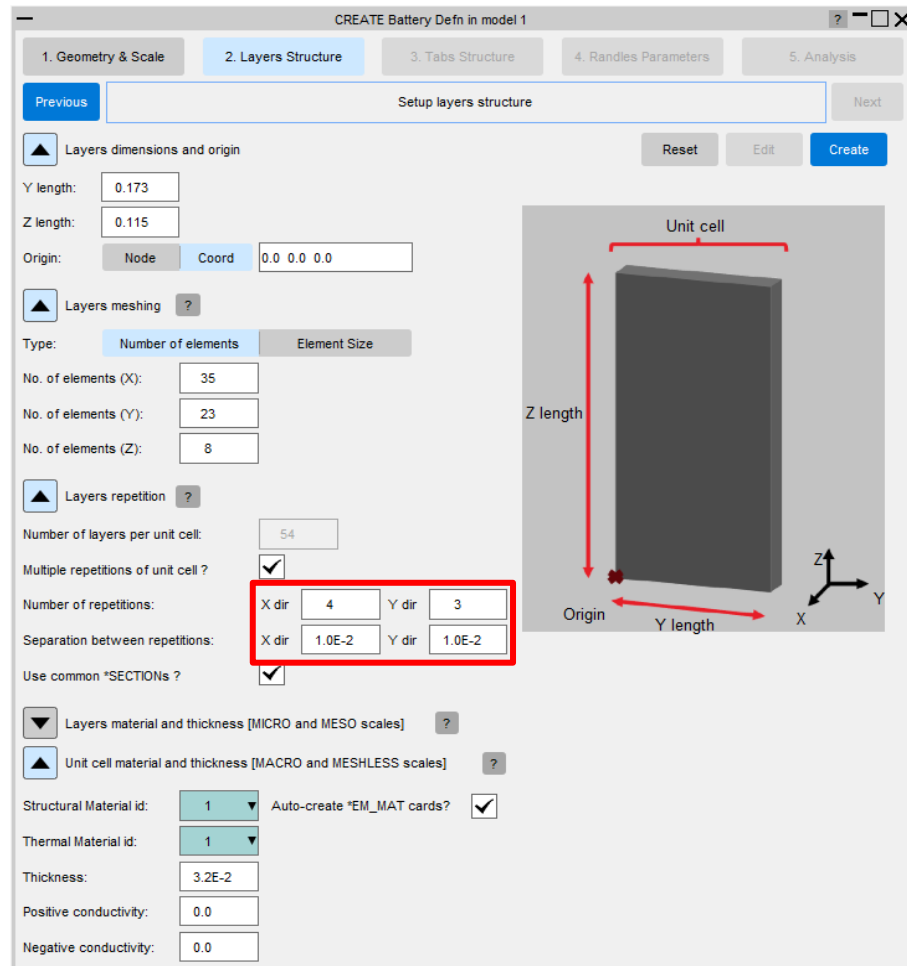 CREATE Battery Defn in model 1 ?
1. Geometry & Scale 2. Layers Structure 3. Tabs Structure 4. Randles Parameters 5. Analysis
Previous Setup layers structure Next
Layers dimensions and origin Reset Edit Create
Y length: 0.173
Z length: 0.115
Origin: Node Coord 0.0 0.0 0.0
Layers meshing ?
Type: Number of elements Element Size
No. of elements (X): 35
No. of elements (Y): 23
No. of elements (Z): 8
Layers repetition ?
Number of layers per unit cell: 54
Multiple repetitions of unit cell ?
Number of repetitions: X dir 4 Y dir 3
Separation between repetitions: X dir 1.0E-2 Y dir 1.0E-2
Use common *SECTIONs ?
Layers material and thickness [MICRO and MESO scales] ?
Unit cell material and thickness [MACRO and MESHLESS scales] ?
Structural Material id: 1 Auto-create *EM_MAT cards?
Thermal Material id: 1
Thickness: 3.2E-2
Positive conductivity: 0.0
Negative conductivity: 0.0
Unit cell
Z length
Z
Y
X
Origin
Y length